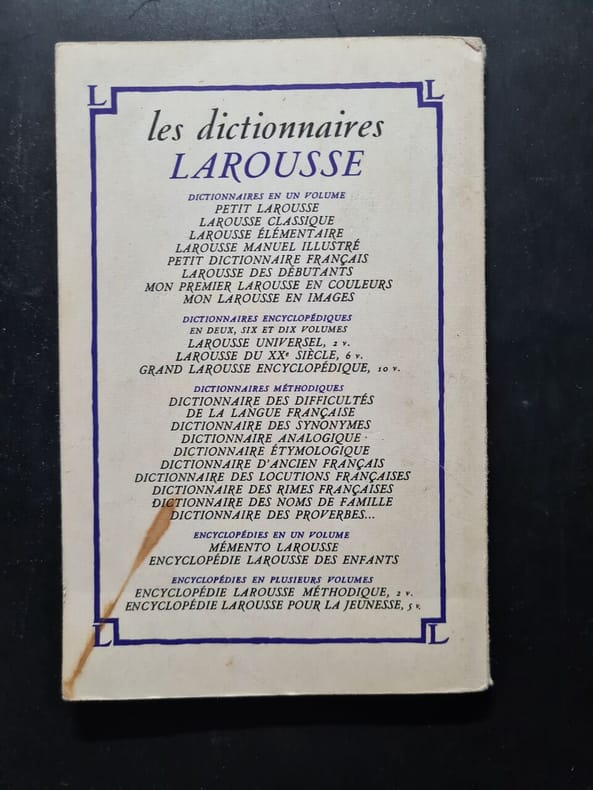 L L
les dictionnaires
LAROUSSE
DICTIONNAIRES EN UN VOLUME
PETIT LAROUSSE
LAROUSSE CLASSIQUE
LAROUSSE ÉLÉMENTAIRE
LAROUSSE MANUEL ILLUSTRÉ
PETIT DICTIONNAIRE FRANÇAIS
LAROUSSE DES DÉBUTANTS
MON PREMIER LAROUSSE EN COULEURS
MON LAROUSSE EN IMAGES
DICTIONNAIRES ENCYCLOPÉDIQUES
EN DEUX, SIX ET DIX VOLUMES
LAROUSSE UNIVERSEL, 2 v.
LAROUSSE DU XXe SIÈCLE, 6 v.
GRAND LAROUSSE ENCYCLOPÉDIQUE, 10 v.
DICTIONNAIRES MÉTHODIQUES
DICTIONNAIRE DES DIFFICULTÉS
DE LA LANGUE FRANÇAISE
DICTIONNAIRE DES SYNONYMES
DICTIONNAIRE ANALOGIQUE
DICTIONNAIRE ÉTYMOLOGIQUE
DICTIONNAIRE D'ANCIEN FRANÇAIS
DICTIONNAIRE DES LOCUTIONS FRANÇAISES
DICTIONNAIRE DES RIMES FRANÇAISES
DICTIONNAIRE DES NOMS DE FAMILLE
DICTIONNAIRE DES PROVERBES...
ENCYCLOPÉDIES EN UN VOLUME
MÉMENTO LAROUSSE
ENCYCLOPÉDIE LAROUSSE DES ENFANTS
ENCYCLOPÉDIES EN PLUSIEURS VOLUMES
ENCYCLOPÉDIE LAROUSSE MÉTHODIQUE, 2 v.
ENCYCLOPÉDIE LAROUSSE POUR LA JEUNESSE, 5 v.
L L